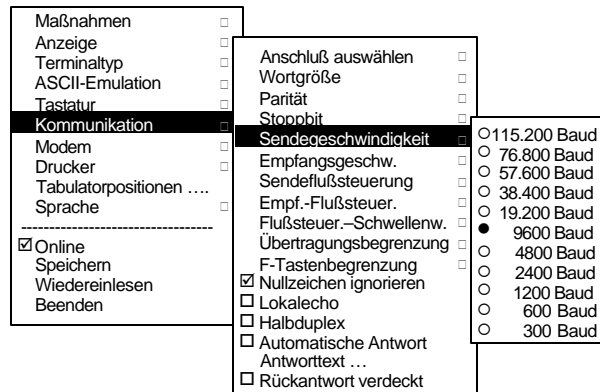 Maßnahmen
Anzeige
Terminaltyp
ASCII-Emulation
Tastatur
Kommunikation
Modem
Drucker
Tabulatorpositionen ….
Sprache
----------------------------------
Online
Speichern
Wiedereinlesen
Beenden
Anschluß auswählen
Wortgröße
Parität
Stoppbit
Sendegeschwindigkeit
Empfangsgeschw.
Sendeflußsteuerung
Empf.-Flußsteuer.
Flußsteuer.–Schwellenw.
Übertragungsbegrenzung
F-Tastenbegrenzung
Nullzeichen ignorieren
Lokalecho
Halbduplex
Automatische Antwort
Antworttext …
Rückantwort verdeckt
115.200 Baud
76.800 Baud
57.600 Baud
38.400 Baud
19.200 Baud
9600 Baud
4800 Baud
2400 Baud
1200 Baud
600 Baud
300 Baud